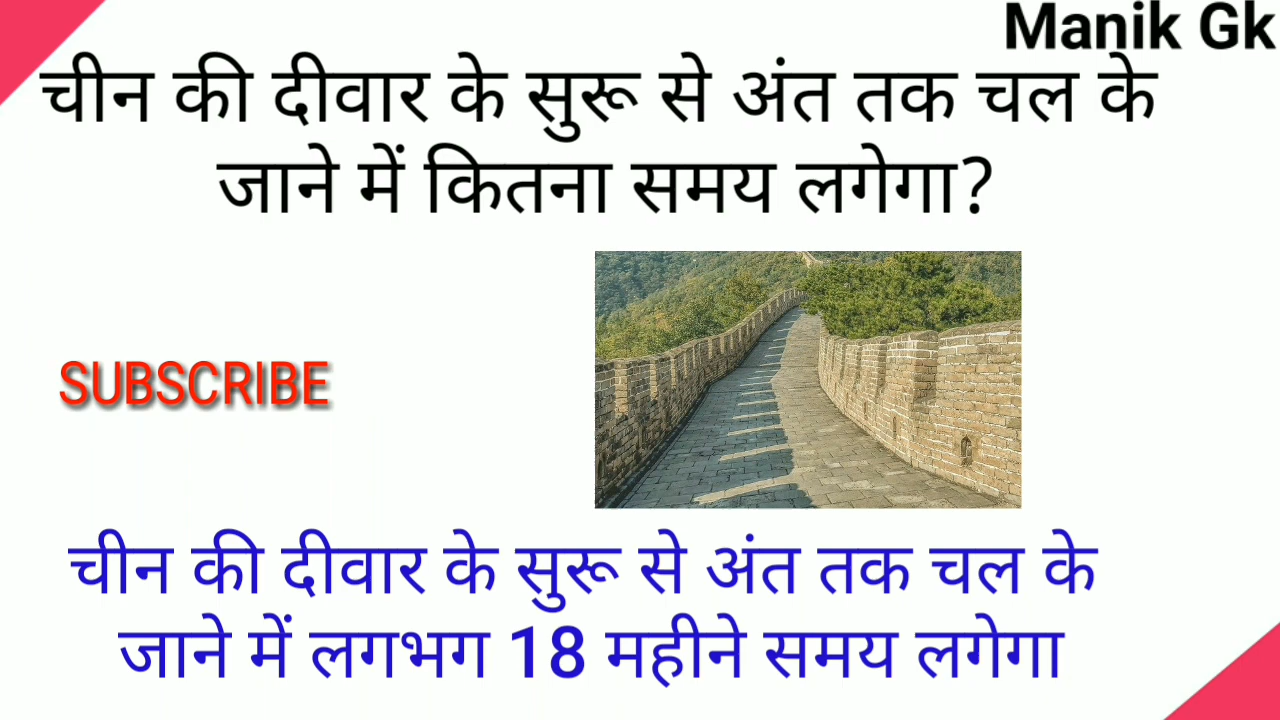 Manik Gk
चीन की दीवार के सुरू से अंत तक चल के
जाने में कितना समय लगेगा?
SUBSCRIBE
चीन की दीवार के सुरू से अंत तक चल के
जाने में लगभग 18 महीने समय लगेगा